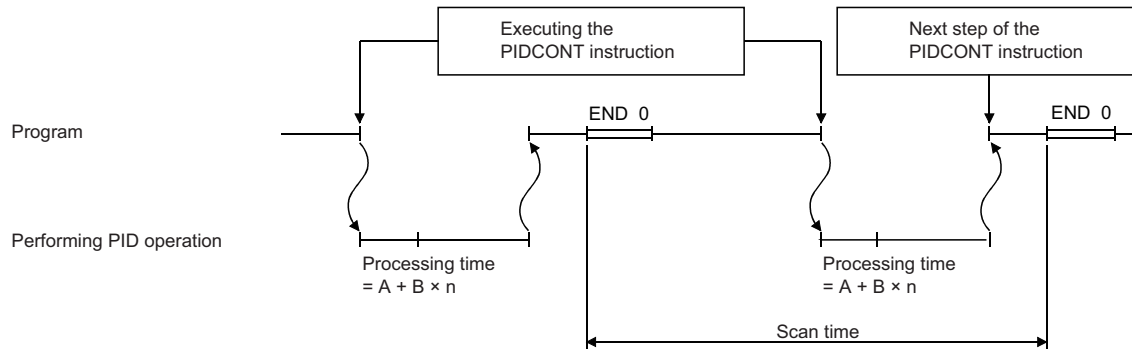 Executing the
PIDCONT instruction
Next step of the
PIDCONT instruction
END 0
END 0
Program
Performing PID operation
Processing time
= A + B × n
Processing time
= A + B × n
Scan time